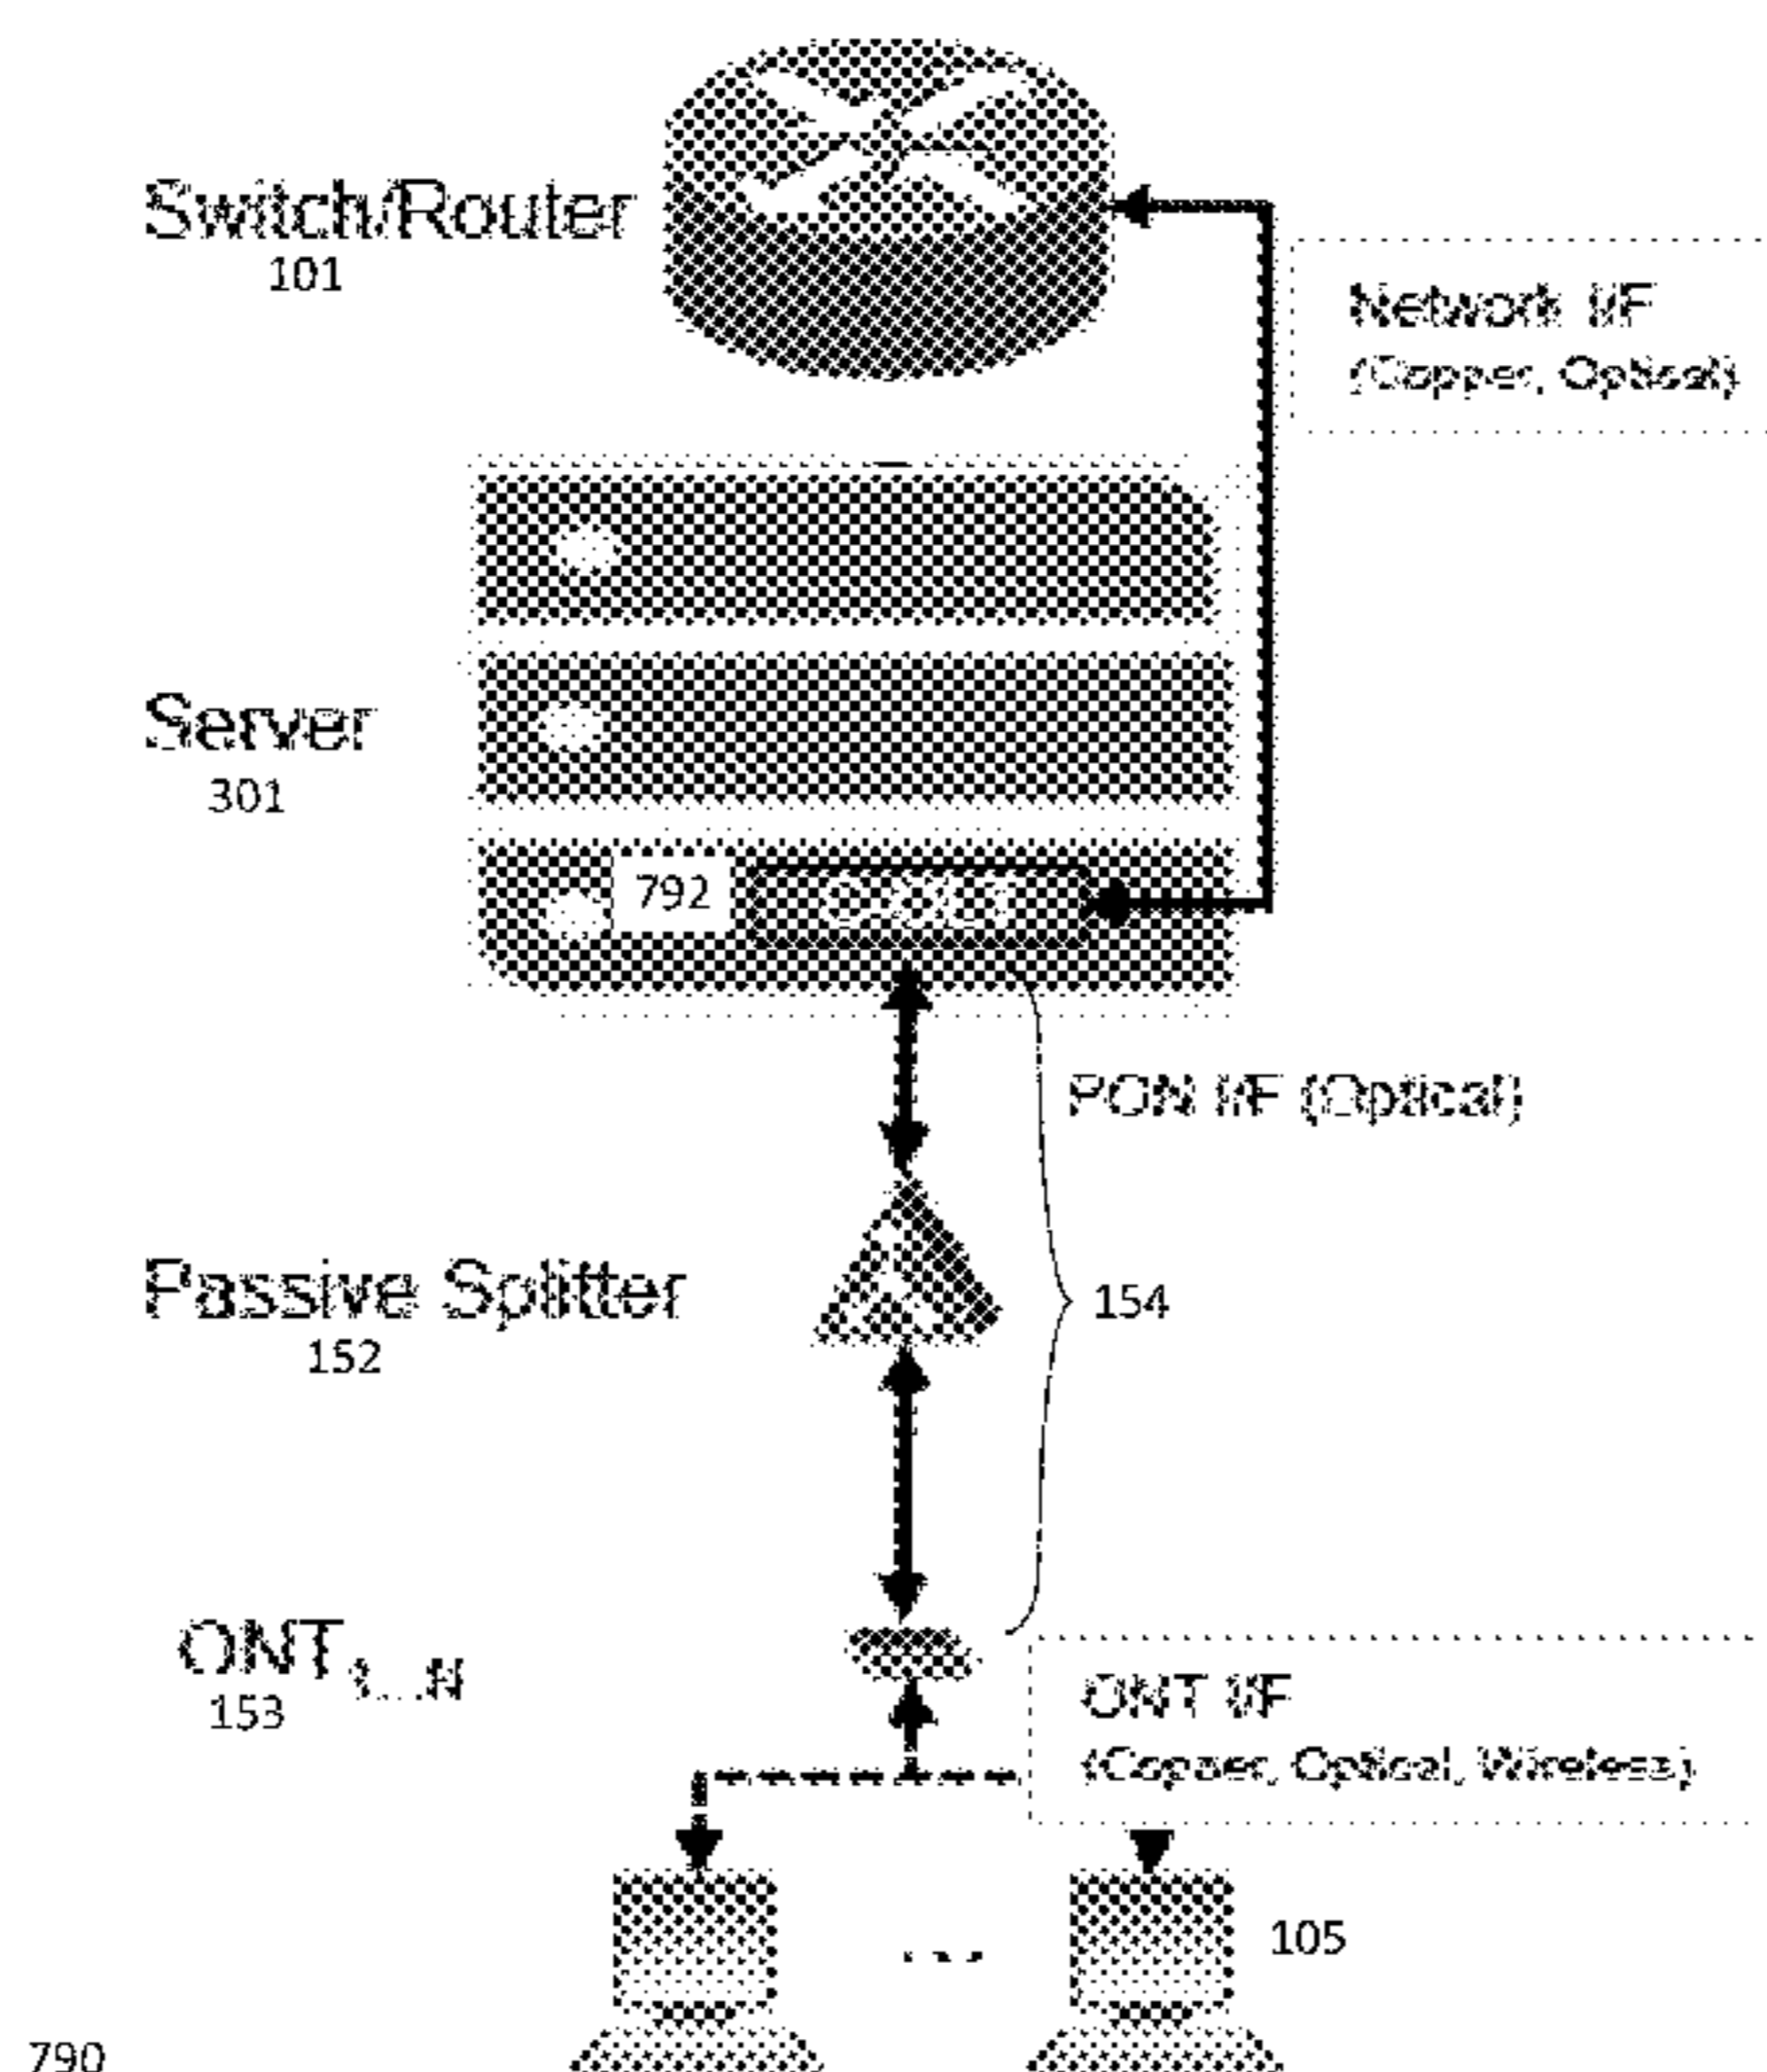 Switch/Router
101
Network I/F
(Copper, Optical)
Server
301
792
PON I/F (Optical)
Passive Splitter
152
154
ONT1...N
153
ONT I/F
(Copper, Optical, Wireless)
...
105
790